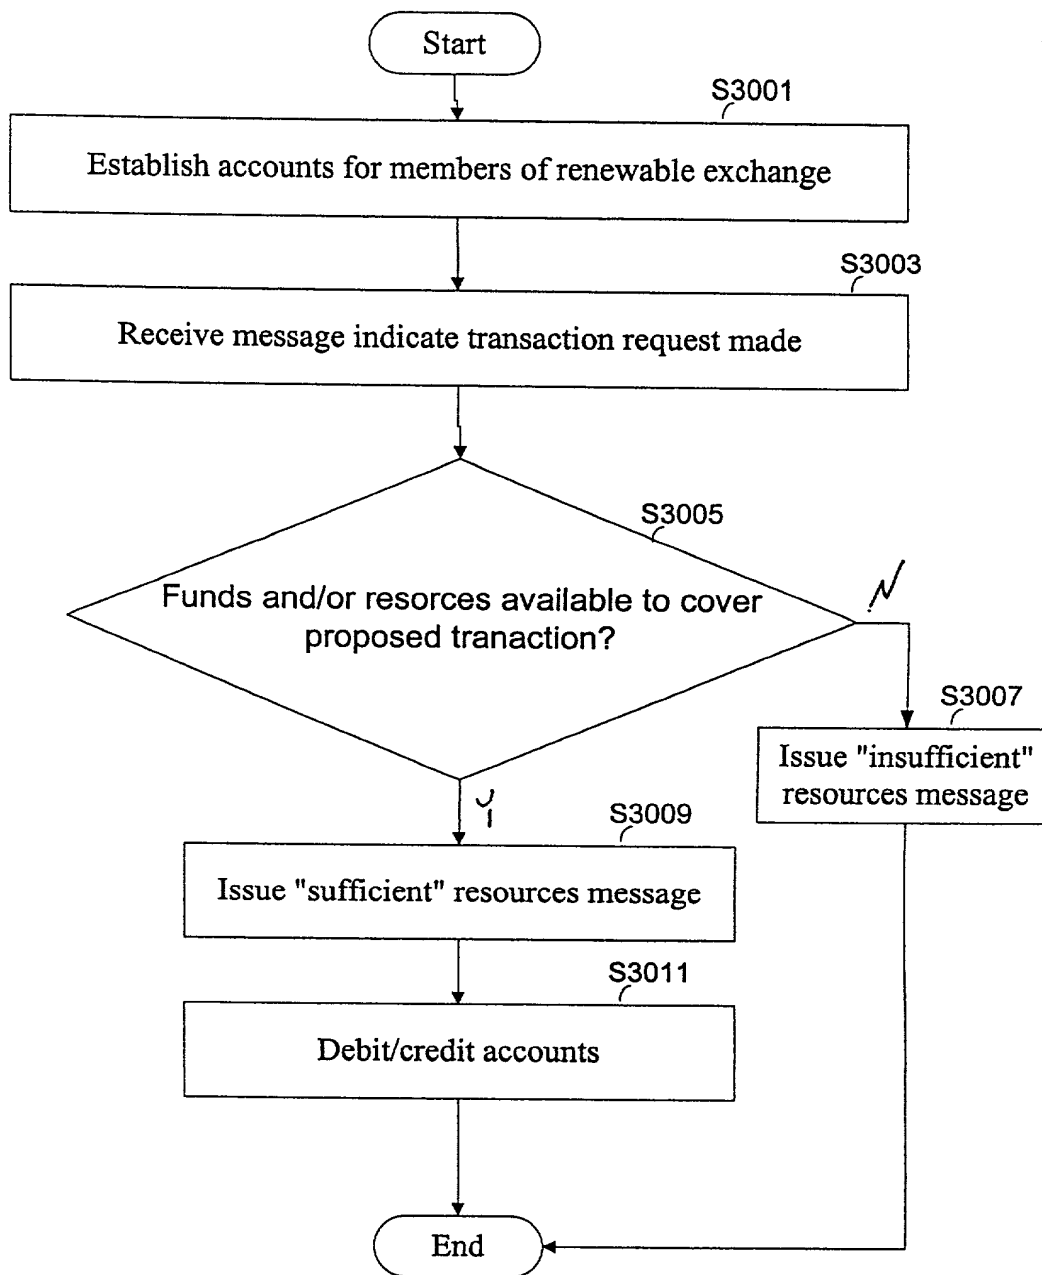 Start
S3001
Establish accounts for members of renewable exchange
S3003
Receive message indicate transaction request made
S3005
Funds and/or resorces available to cover
proposed tranaction?
N
S3007
Issue "insufficient"
resources message
Y
S3009
Issue "sufficient" resources message
S3011
Debit/credit accounts
End